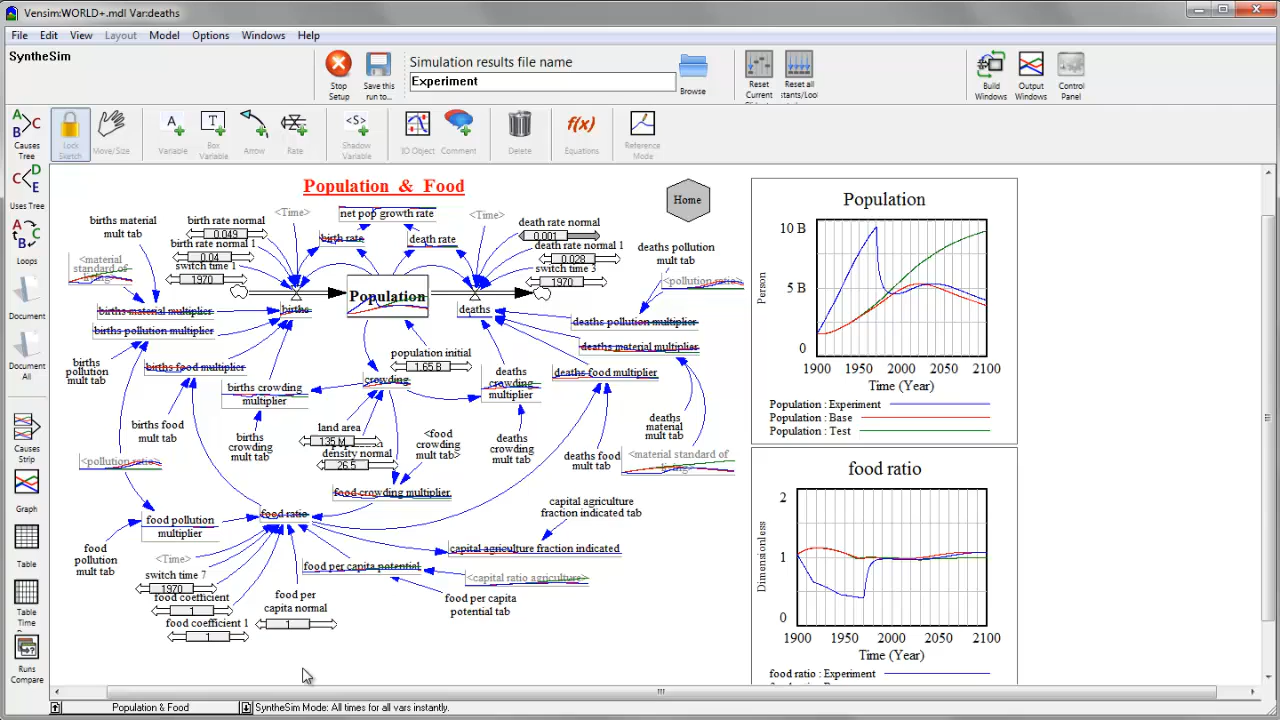 Vensim:WORLD+.mdl Var:deaths
File Edit View Layout Model Options Windows Help
SyntheSim
Stop
Setup
Save this
run to...
Simulation results file name
Experiment
Browse
Reset
Current
Reset all
Build
Windows
Output
Windows
Control
Panel
Causes
Tree
Uses Tree
Loops
Document
Document
All
Causes
Strip
Graph
Table
Table
Time
Runs
Compare
Lock
Sketch
Move/Size
Variable
Box
Variable
Arrow
Rate
Shadow
Variable
IO Object
Comment
Delete
Equations
Reference
Mode
A
T
<S>
f(x)
Population & Food
Home
births material
mult tab
birth rate normal
0.049
birth rate normal 1
0.04
switch time 1
1970
<Time>
net pop growth rate
<Time>
birth rate
death rate
death rate normal
0.001
death rate normal 1
0.028
switch time 3
1970
deaths pollution
mult tab
<pollution ratio>
<material
standard of
living>
Population
births material multiplier
births
deaths
births pollution multiplier
deaths pollution multiplier
deaths material multiplier
births
pollution
mult tab
births food multiplier
population initial
1.65 B
crowding
births crowding
multiplier
deaths
crowding
multiplier
deaths food multiplier
births food
mult tab
births
crowding
mult tab
land area
135 M
density normal
26.5
<food
crowding
mult tab>
deaths
crowding
mult tab
deaths
material
mult tab
deaths food
mult tab
<material standard of
living>
<pollution ratio>
food crowding multiplier
food ratio
food pollution
multiplier
capital agriculture
fraction indicated tab
capital agriculture fraction indicated
food
pollution
mult tab
<Time>
switch time 7
1970
food coefficient
1
food coefficient 1
1
food per capita potential
<capital ratio agriculture>
food per
capita normal
1
food per capita
potential tab
Population
10 B
5 B
0
Person
1900 1950 2000 2050 2100
Time (Year)
Population : Experiment
Population : Base
Population : Test
food ratio
2
1
0
Dimensionless
1900 1950 2000 2050 2100
Time (Year)
food ratio : Experiment
Population & Food
SyntheSim Mode: All times for all vars instantly.